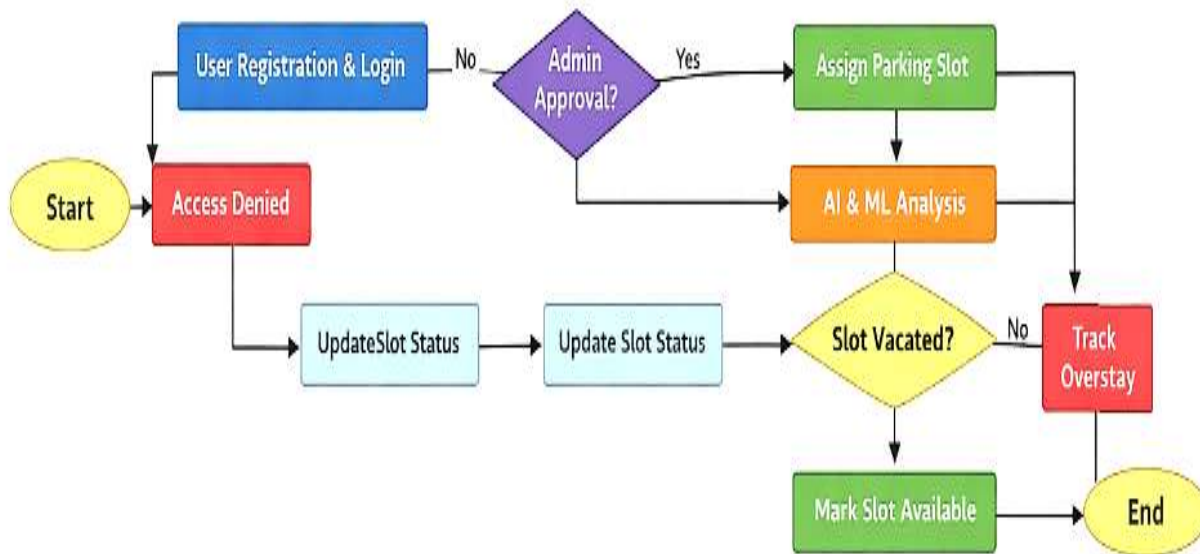 User Registration & Login
No
Admin
Approval?
Yes
Assign Parking Slot
Start
Access Denied
AI & ML Analysis
UpdateSlot Status
Update Slot Status
Slot Vacated?
No
Track
Overstay
Mark Slot Available
End